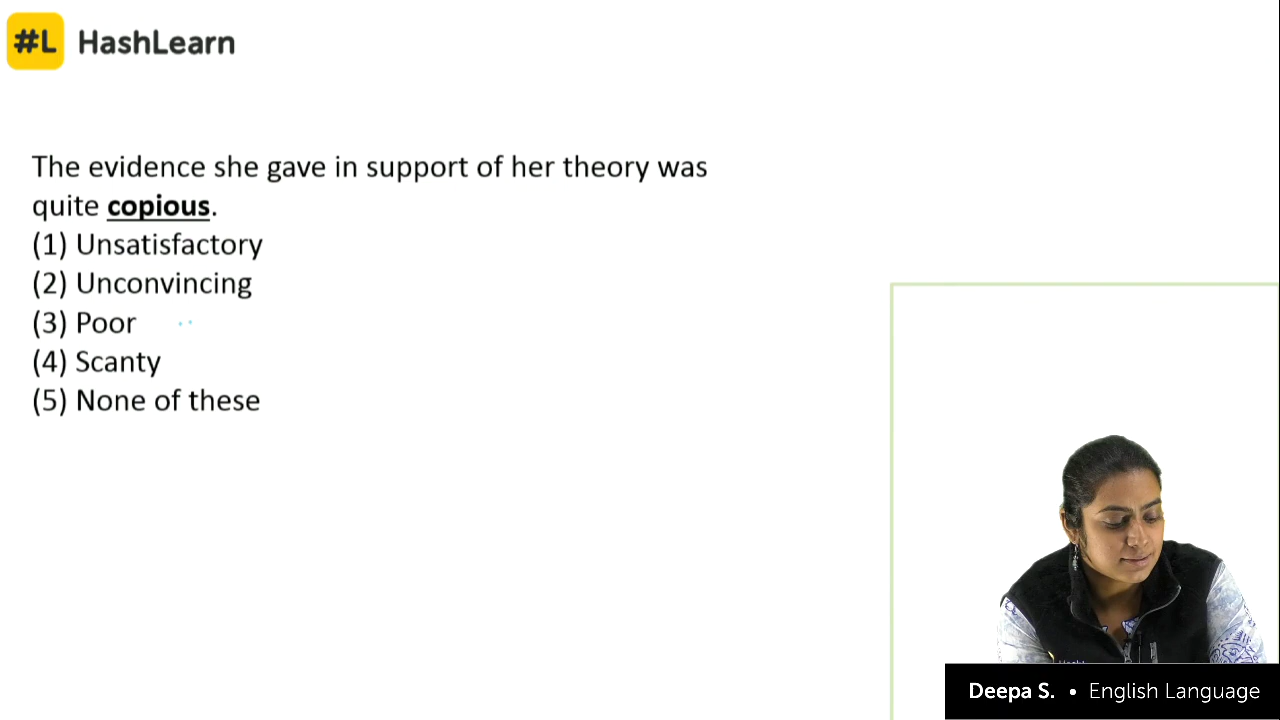 #L HashLearn
The evidence she gave in support of her theory was
quite copious.
(1) Unsatisfactory
(2) Unconvincing
(3) Poor
(4) Scanty
(5) None of these
Deepa S. • English Language